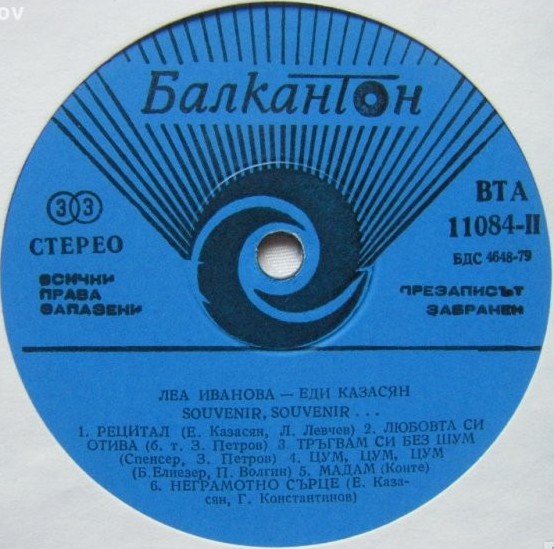 ov
Балкантон
33
СТЕРЕО
ВСИЧКИ
ПРАВА
ЗАПАЗЕНИ
ВТА
11084-II
БДС 4648-79
ПРЕЗАПИСЪТ
ЗАБРАНЕН
ЛЕА ИВАНОВА — ЕДИ КАЗАСЯН
SOUVENIR, SOUVENIR . . .
1. РЕЦИТАЛ (Е. Казасян, Л. Левчев) 2. ЛЮБОВТА СИ
ОТИВА (б. т. З. Петров) 3. ТРЪГВАМ СИ БЕЗ ШУМ
(Спенсер, З. Петров) 4. ЦУМ, ЦУМ, ЦУМ
(Б. Елиезер, П. Волгин) 5. МАДАМ (Конте)
6. НЕГРАМОТНО СЪРЦЕ (Е. Каза-
сян, Г. Константинов)